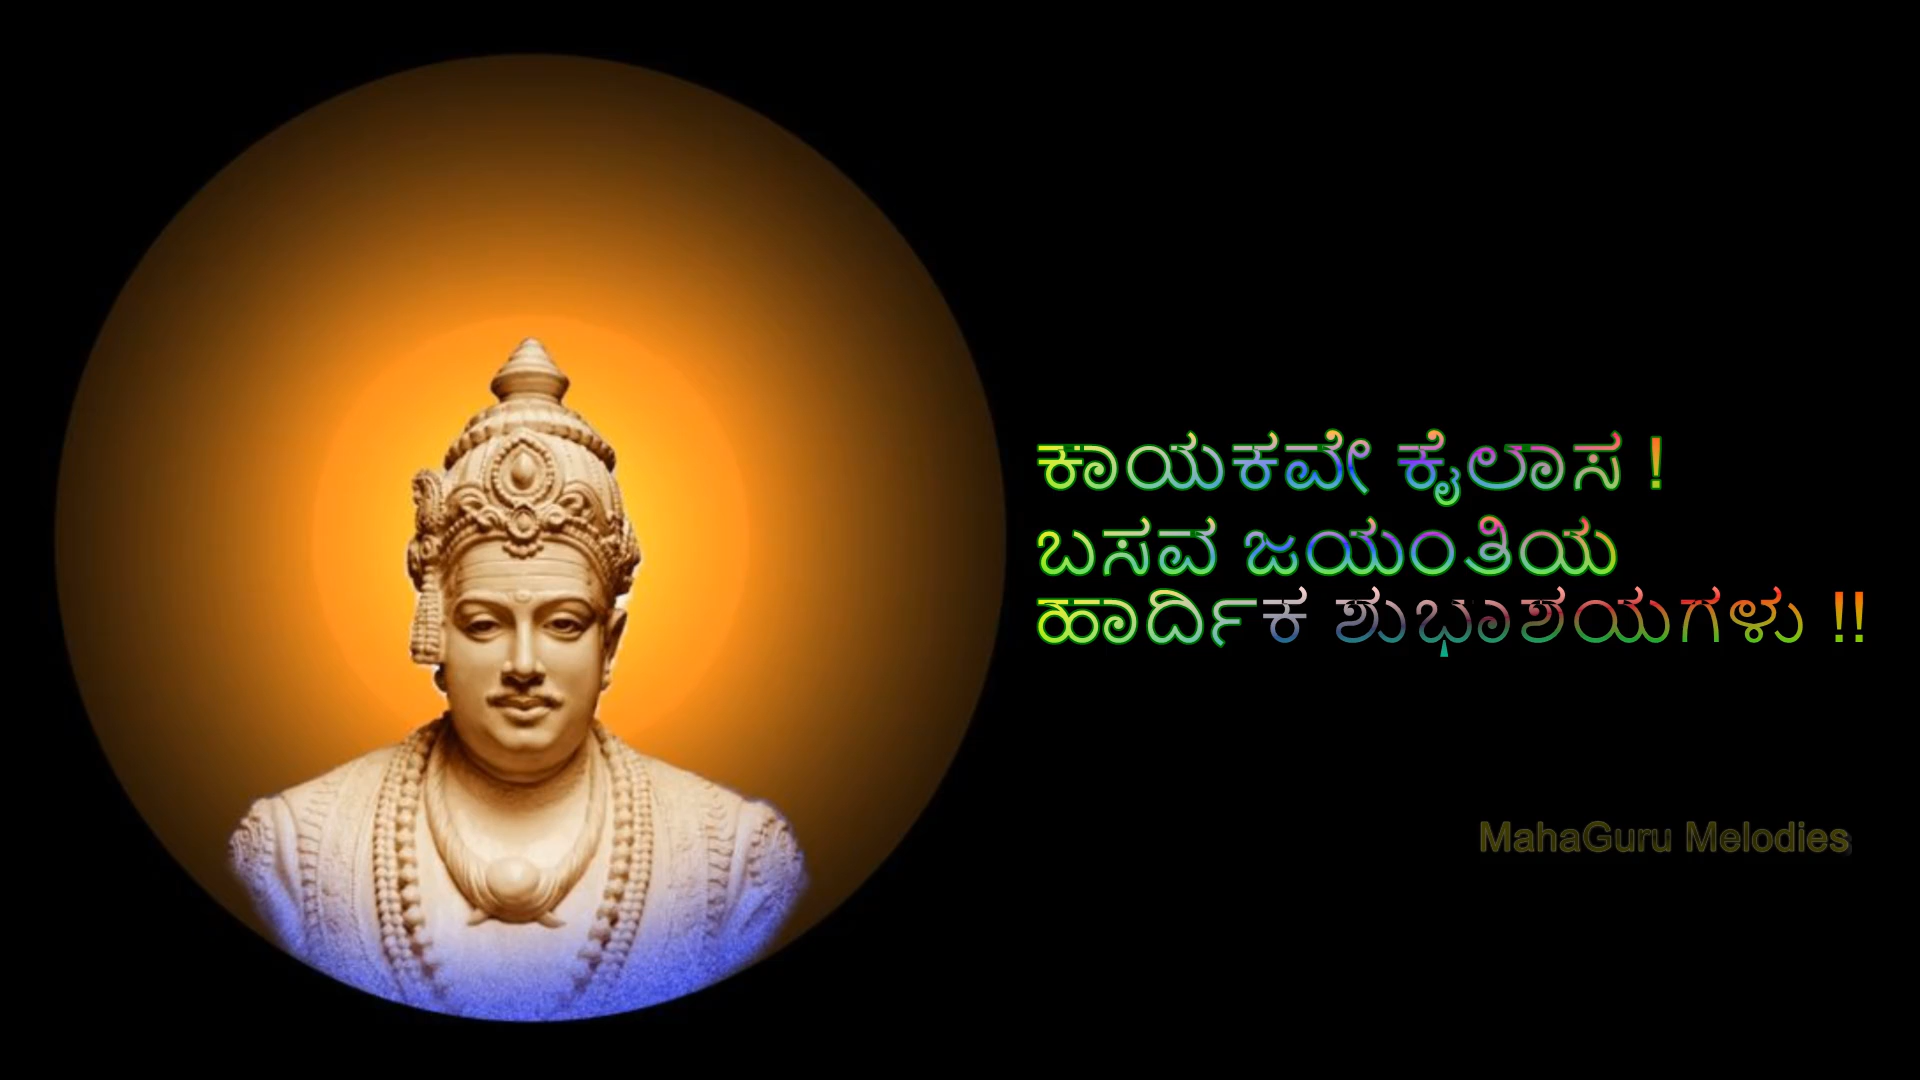 ಕಾಯಕವೇ ಕೈಲಾಸ !
ಬಸವ ಜಯಂತಿಯ
ಹಾರ್ದಿಕ ಶುಭಾಶಯಗಳು !!
MahaGuru Melodies